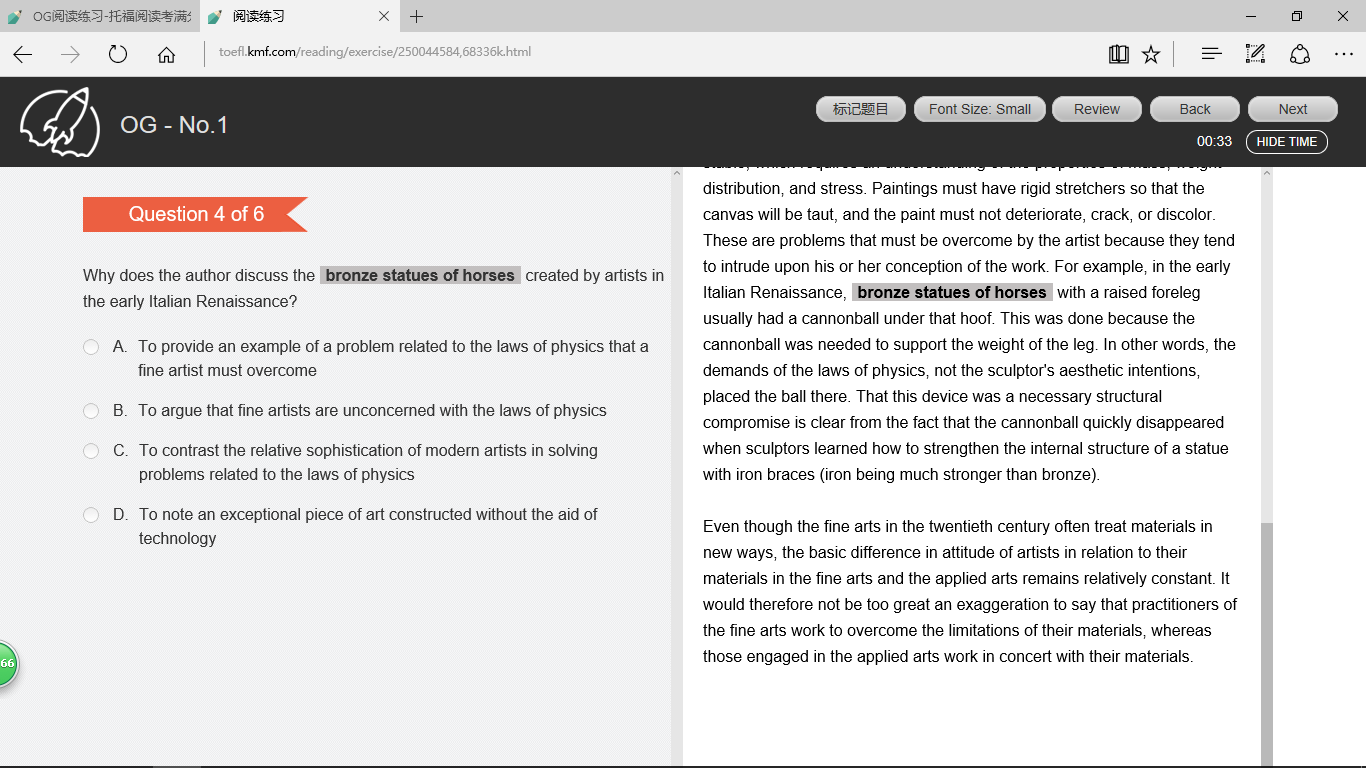 OG阅读练习-托福阅读考满分
阅读练习
toefl.kmf.com/reading/exercise/250044584,68336k.html
OG - No.1
标记题目
Font Size: Small
Review
Back
Next
00:33
HIDE TIME
Question 4 of 6
Why does the author discuss the bronze statues of horses created by artists in
the early Italian Renaissance?
A. To provide an example of a problem related to the laws of physics that a
fine artist must overcome
B. To argue that fine artists are unconcerned with the laws of physics
C. To contrast the relative sophistication of modern artists in solving
problems related to the laws of physics
D. To note an exceptional piece of art constructed without the aid of
technology
66
distribution, and stress. Paintings must have rigid stretchers so that the
canvas will be taut, and the paint must not deteriorate, crack, or discolor.
These are problems that must be overcome by the artist because they tend
to intrude upon his or her conception of the work. For example, in the early
Italian Renaissance, bronze statues of horses with a raised foreleg
usually had a cannonball under that hoof. This was done because the
cannonball was needed to support the weight of the leg. In other words, the
demands of the laws of physics, not the sculptor's aesthetic intentions,
placed the ball there. That this device was a necessary structural
compromise is clear from the fact that the cannonball quickly disappeared
when sculptors learned how to strengthen the internal structure of a statue
with iron braces (iron being much stronger than bronze).
Even though the fine arts in the twentieth century often treat materials in
new ways, the basic difference in attitude of artists in relation to their
materials in the fine arts and the applied arts remains relatively constant. It
would therefore not be too great an exaggeration to say that practitioners of
the fine arts work to overcome the limitations of their materials, whereas
those engaged in the applied arts work in concert with their materials.